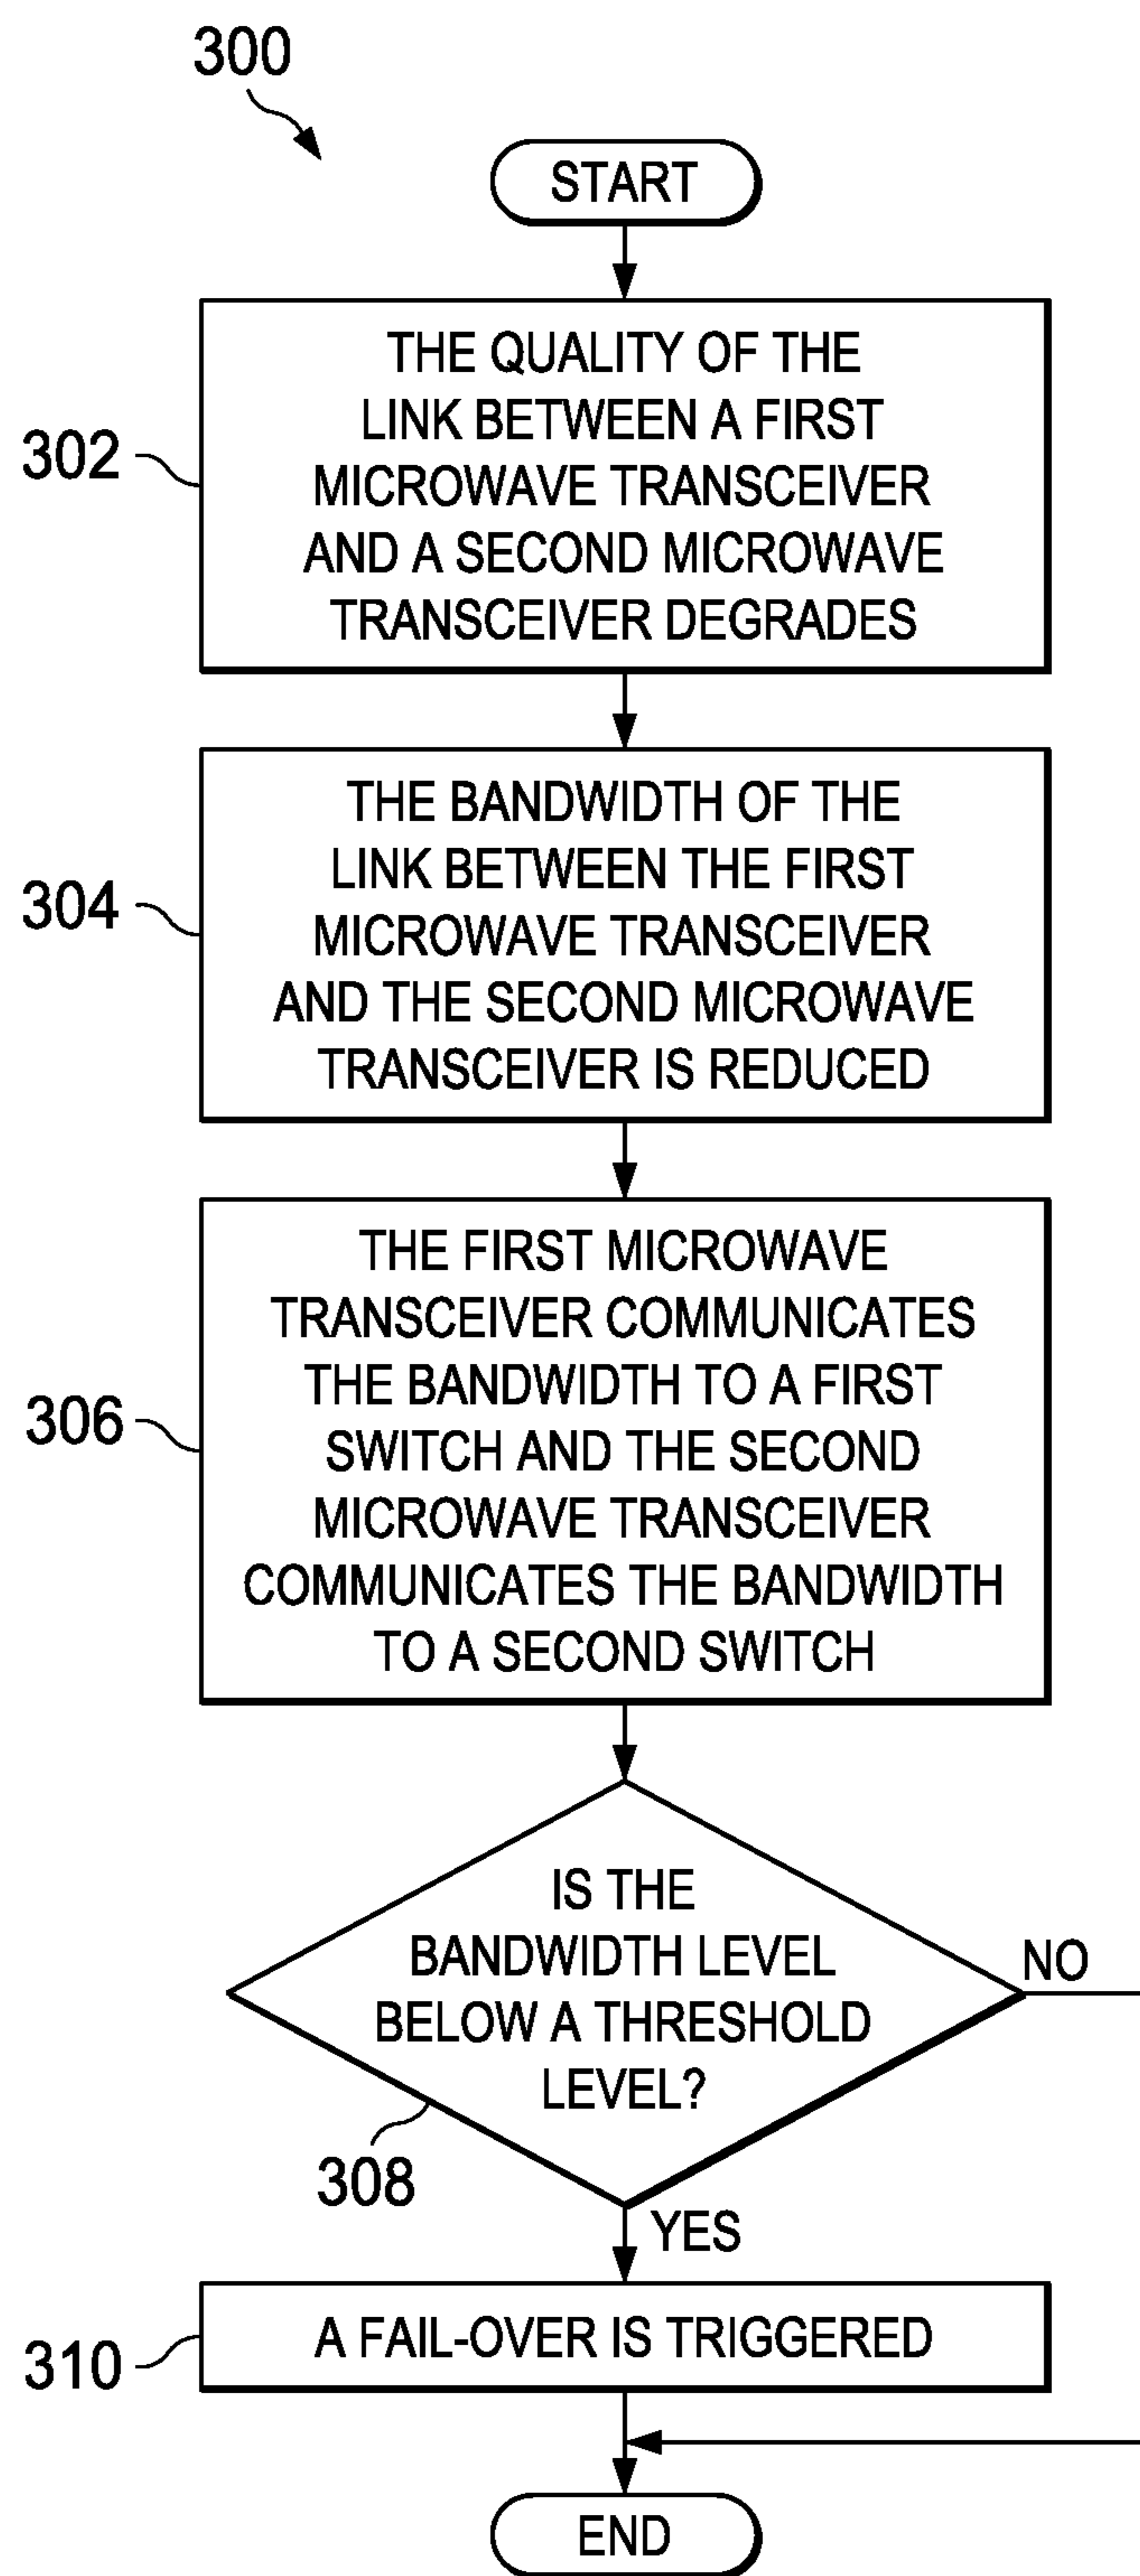 300
START
THE QUALITY OF THE
LINK BETWEEN A FIRST
MICROWAVE TRANSCEIVER
AND A SECOND MICROWAVE
TRANSCEIVER DEGRADES
302
THE BANDWIDTH OF THE
LINK BETWEEN THE FIRST
MICROWAVE TRANSCEIVER
AND THE SECOND MICROWAVE
TRANSCEIVER IS REDUCED
304
THE FIRST MICROWAVE
TRANSCEIVER COMMUNICATES
THE BANDWIDTH TO A FIRST
SWITCH AND THE SECOND
MICROWAVE TRANSCEIVER
COMMUNICATES THE BANDWIDTH
TO A SECOND SWITCH
306
IS THE
BANDWIDTH LEVEL
BELOW A THRESHOLD
LEVEL?
NO
308
YES
A FAIL-OVER IS TRIGGERED
310
END